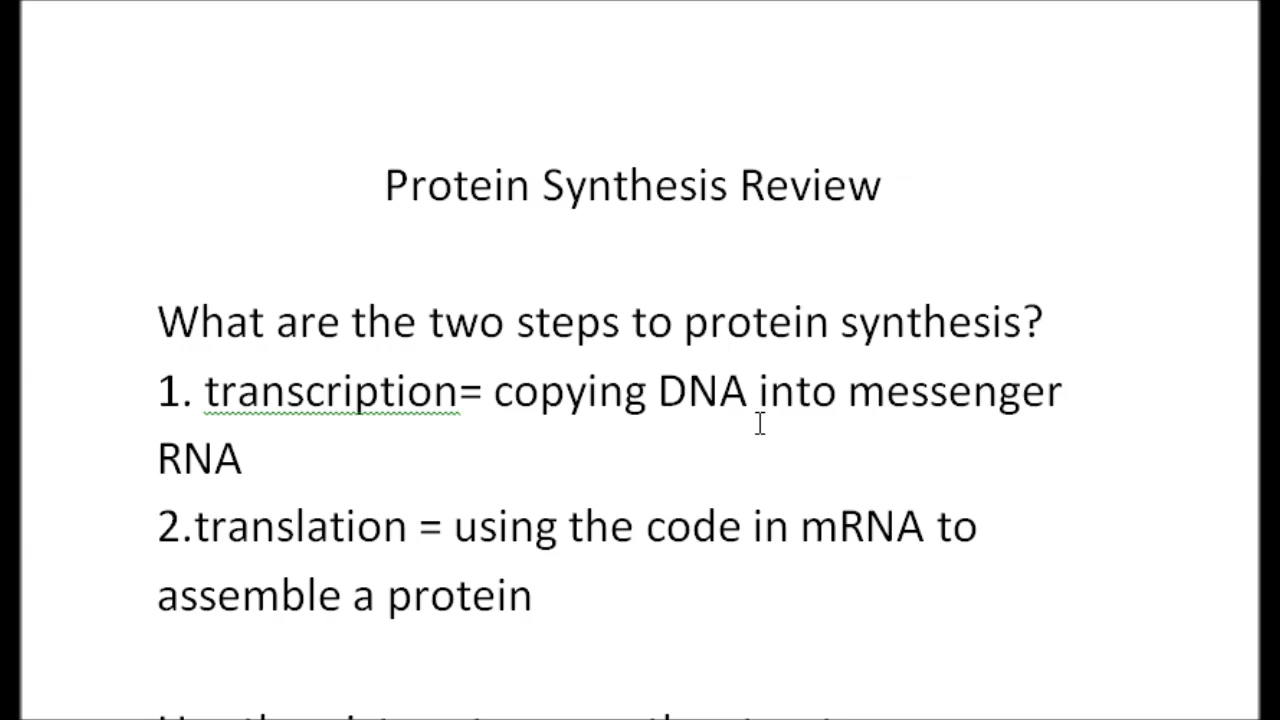 Protein Synthesis Review
What are the two steps to protein synthesis?
1. transcription= copying DNA into messenger
RNA
2.translation = using the code in mRNA to
assemble a protein